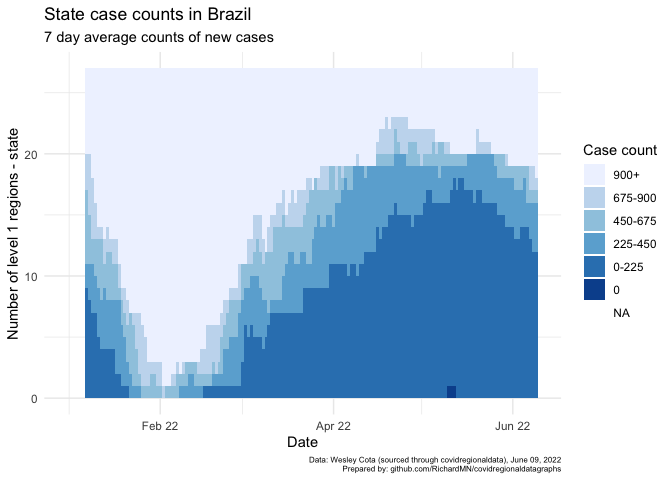 State case counts in Brazil
7 day average counts of new cases
Number of level 1 regions - state
20
10
0
Feb 22
Apr 22
Jun 22
Date
Case count
900+
675-900
450-675
225-450
0-225
0
NA
Data: Wesley Cota (sourced through covidregionaldata), June 09, 2022
Prepared by: github.com/RichardMN/covidregionaldatagraphs